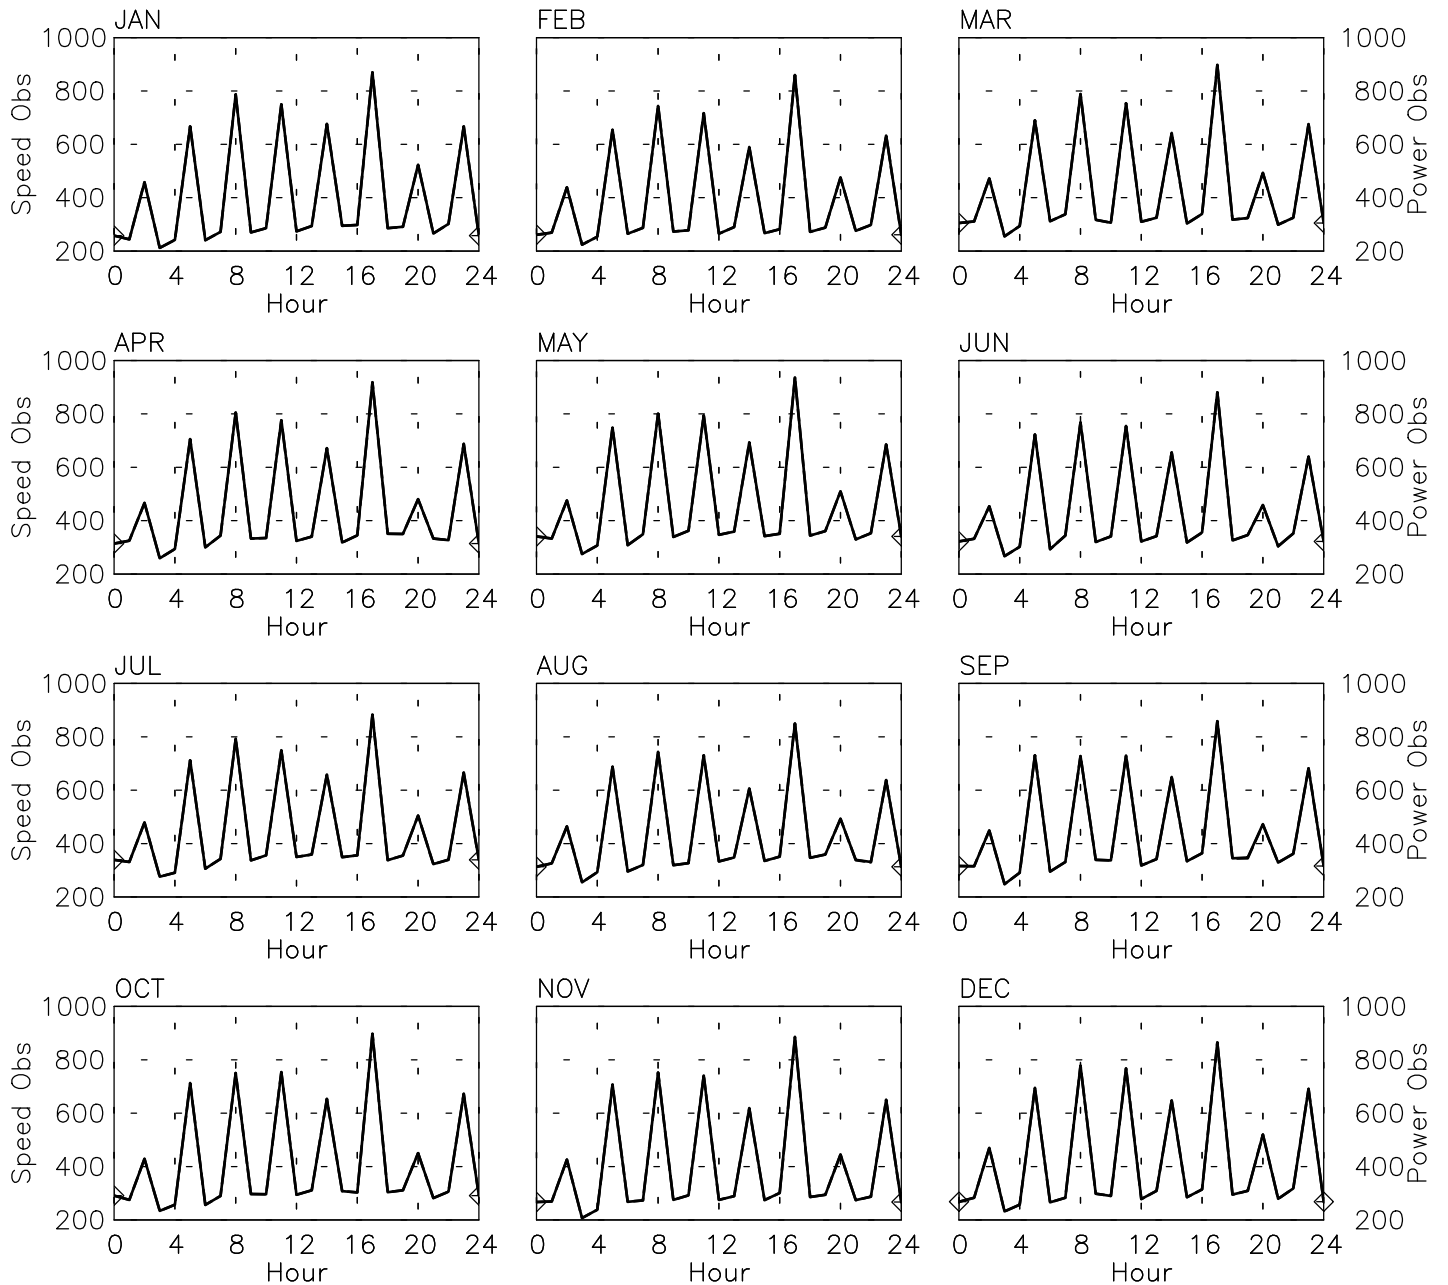 JAN FEB MAR
1000 1000
800 800
600 600
400 400
200 200
Speed Obs Power Obs
0 4 8 12 16 20 24 0 4 8 12 16 20 24 0 4 8 12 16 20 24
Hour Hour Hour
APR MAY JUN
1000 1000
800 800
600 600
400 400
200 200
Speed Obs Power Obs
0 4 8 12 16 20 24 0 4 8 12 16 20 24 0 4 8 12 16 20 24
Hour Hour Hour
JUL AUG SEP
1000 1000
800 800
600 600
400 400
200 200
Speed Obs Power Obs
0 4 8 12 16 20 24 0 4 8 12 16 20 24 0 4 8 12 16 20 24
Hour Hour Hour
OCT NOV DEC
1000 1000
800 800
600 600
400 400
200 200
Speed Obs Power Obs
0 4 8 12 16 20 24 0 4 8 12 16 20 24 0 4 8 12 16 20 24
Hour Hour Hour